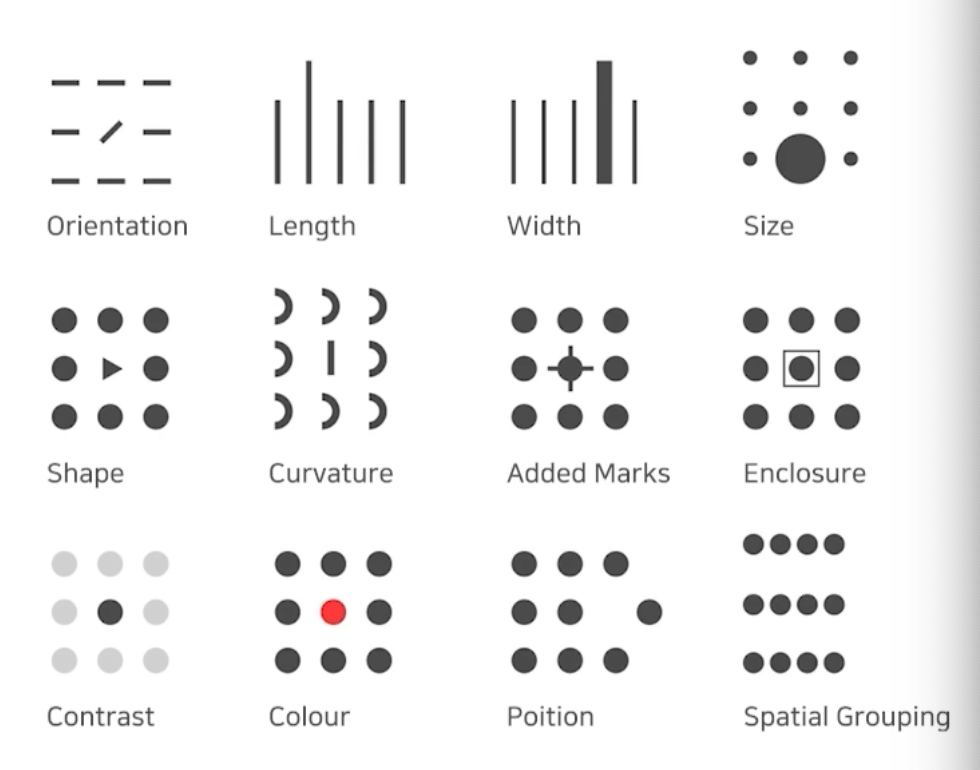 Orientation
Length
Width
Size
Shape
Curvature
Added Marks
Enclosure
Contrast
Colour
Poition
Spatial Grouping